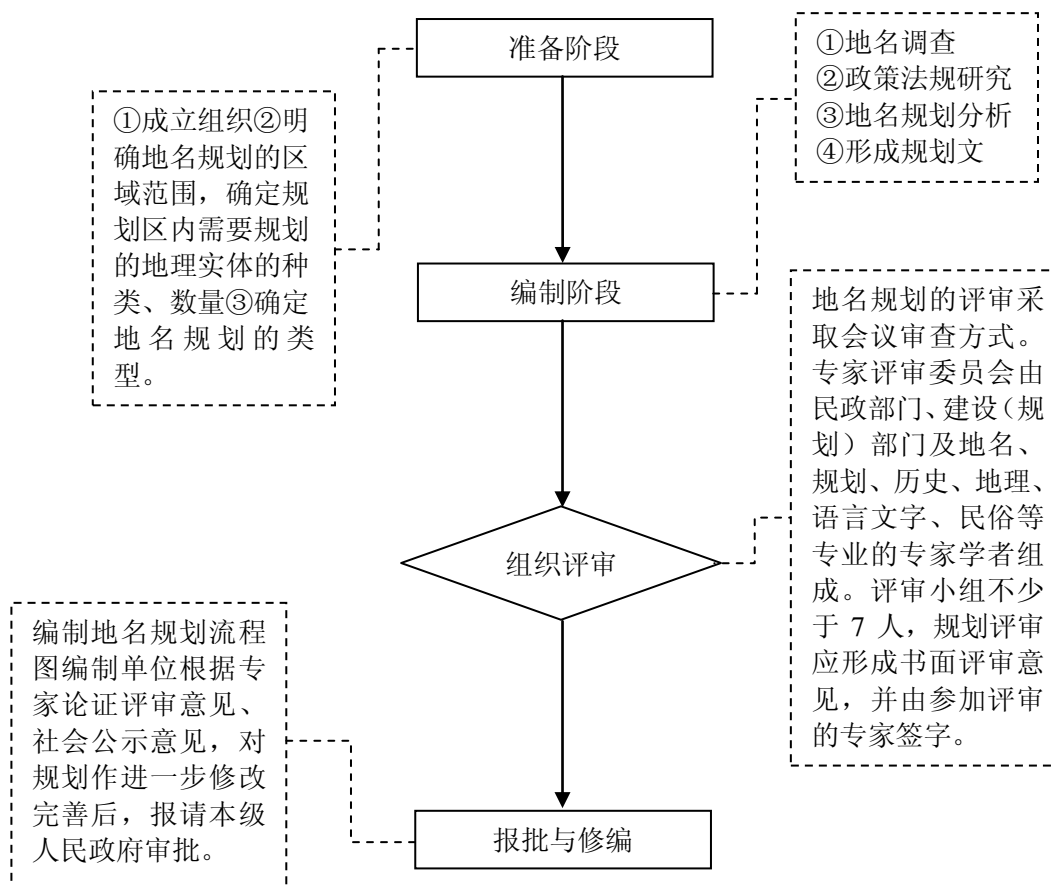 准备阶段
①地名调查
②政策法规研究
③地名规划分析
④形成规划文
①成立组织②明
确地名规划的区
域范围，确定规
划区内需要规划
的地理实体的种
类、数量③确定
地名规划的类
型。
编制阶段
地名规划的评审采
取会议审查方式。
专家评审委员会由
民政部门、建设（规
划）部门及地名、
规划、历史、地理、
语言文字、民俗等
专业的专家学者组
成。评审小组不少
于 7 人，规划评审
应形成书面评审意
见，并由参加评审
的专家签字。
组织评审
编制地名规划流程
图编制单位根据专
家论证评审意见、
社会公示意见，对
规划作进一步修改
完善后，报请本级
人民政府审批。
报批与修编